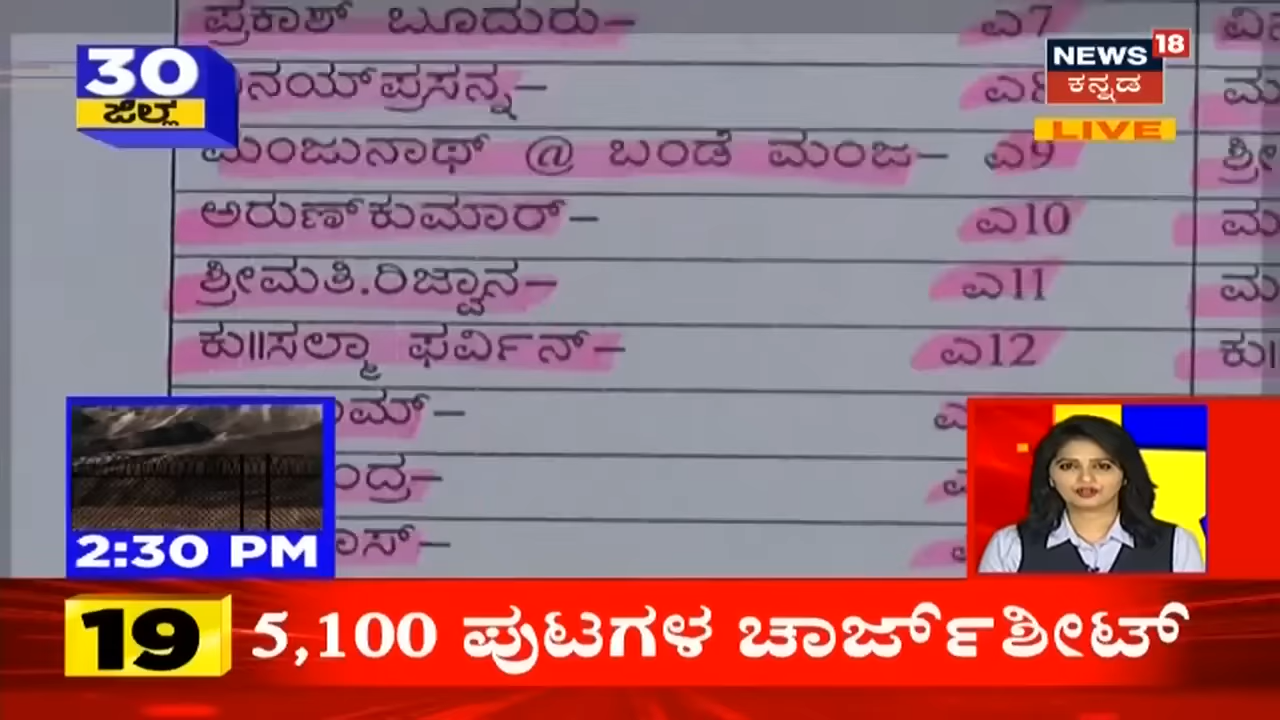 ಪ್ರಕಾಶ್ ಬೂದುರು– ಎ7
30
ಜಿಲ್ಲ
NEWS 18
ಕನ್ನಡ
LIVE
ವಿನಯ್‌ಪ್ರಸನ್ನ– ಎ8
ಮಂಜುನಾಥ್ @ ಬಂಡೆ ಮಂಜ– ಎ9
ಅರುಣ್‌ಕುಮಾರ್– ಎ10
ಶ್ರೀಮತಿ.ರಿಜ್ವಾನ– ಎ11
ಕು||ಸಲ್ಮಾ ಫರ್ವಿನ್– ಎ12
2:30 PM
19
5,100 ಪುಟಗಳ ಚಾರ್ಜ್‌ಶೀಟ್